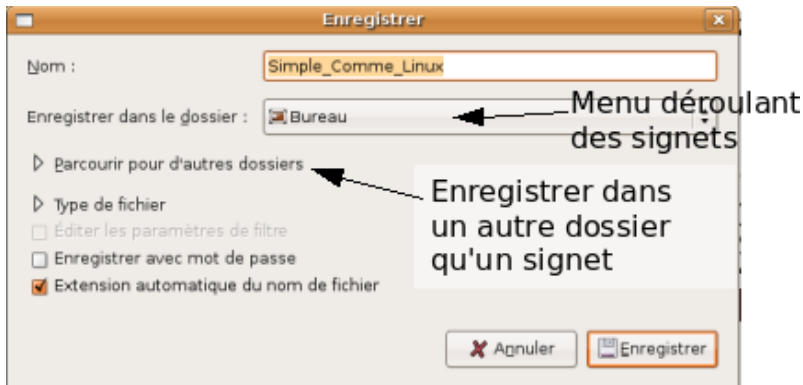 Enregistrer
Nom :
Simple_Comme_Linux
Enregistrer dans le dossier :
Bureau
Menu déroulant
des signets
Parcourir pour d'autres dossiers
Enregistrer dans
un autre dossier
qu'un signet
Type de fichier
Éditer les paramètres de filtre
Enregistrer avec mot de passe
Extension automatique du nom de fichier
Annuler
Enregistrer